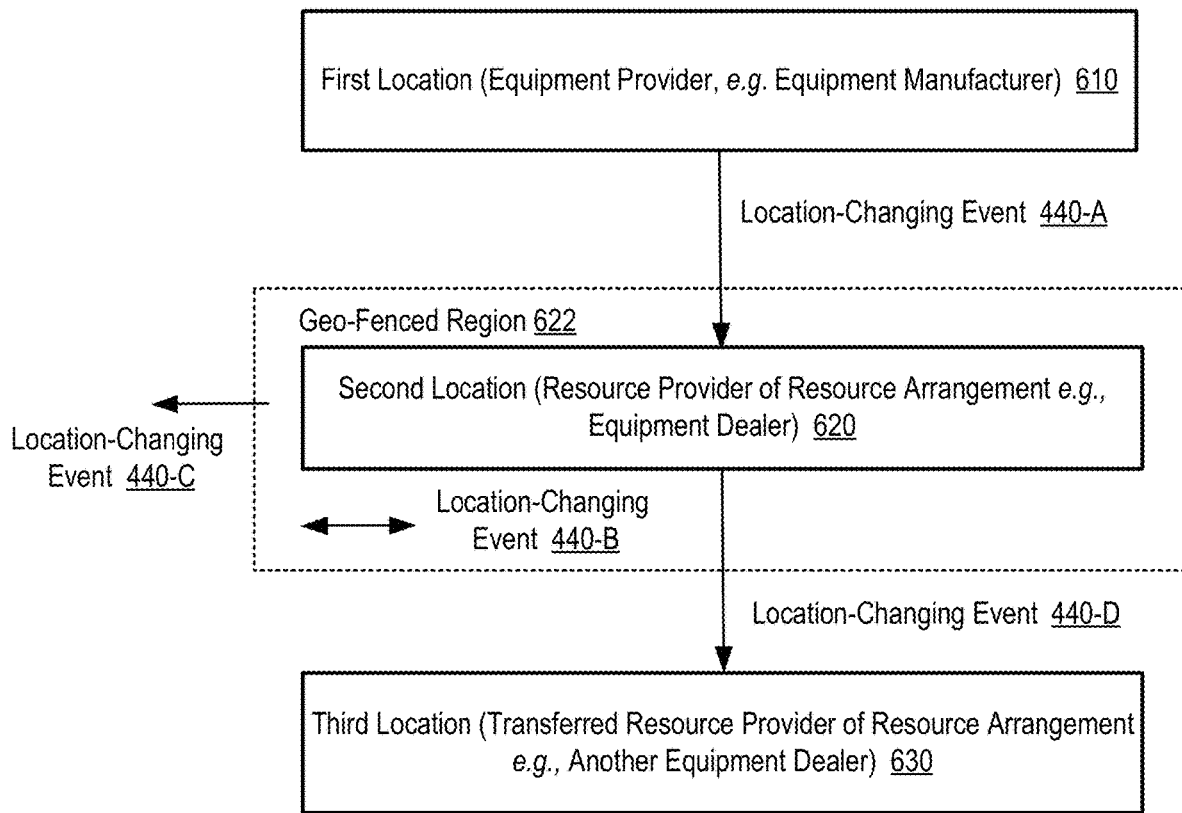 First Location (Equipment Provider, e.g. Equipment Manufacturer) 610
Location-Changing Event 440-A
Geo-Fenced Region 622
Second Location (Resource Provider of Resource Arrangement e.g.,
Equipment Dealer) 620
Location-Changing
Event 440-C
Location-Changing
Event 440-B
Location-Changing Event 440-D
Third Location (Transferred Resource Provider of Resource Arrangement
e.g., Another Equipment Dealer) 630